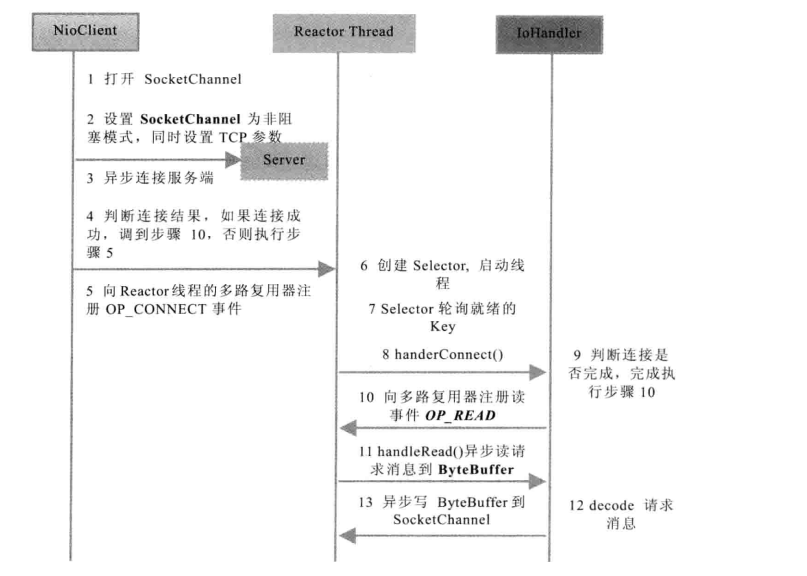 NioClient
Reactor Thread
IoHandler
1 打开 SocketChannel
2 设置 SocketChannel 为非阻
塞模式，同时设置 TCP 参数
Server
3 异步连接服务端
4 判断连接结果，如果连接成
功，调到步骤 10，否则执行步
骤 5
5 向 Reactor 线程的多路复用器注
册 OP_CONNECT 事件
6 创建 Selector, 启动线
程
7 Selector 轮询就绪的
Key
8 handerConnect()
9 判断连接是
否完成，完成执
行步骤 10
10 向多路复用器注册读
事件 OP_READ
11 handleRead()异步读请
求消息到 ByteBuffer
12 decode 请求
消息
13 异步写 ByteBuffer 到
SocketChannel